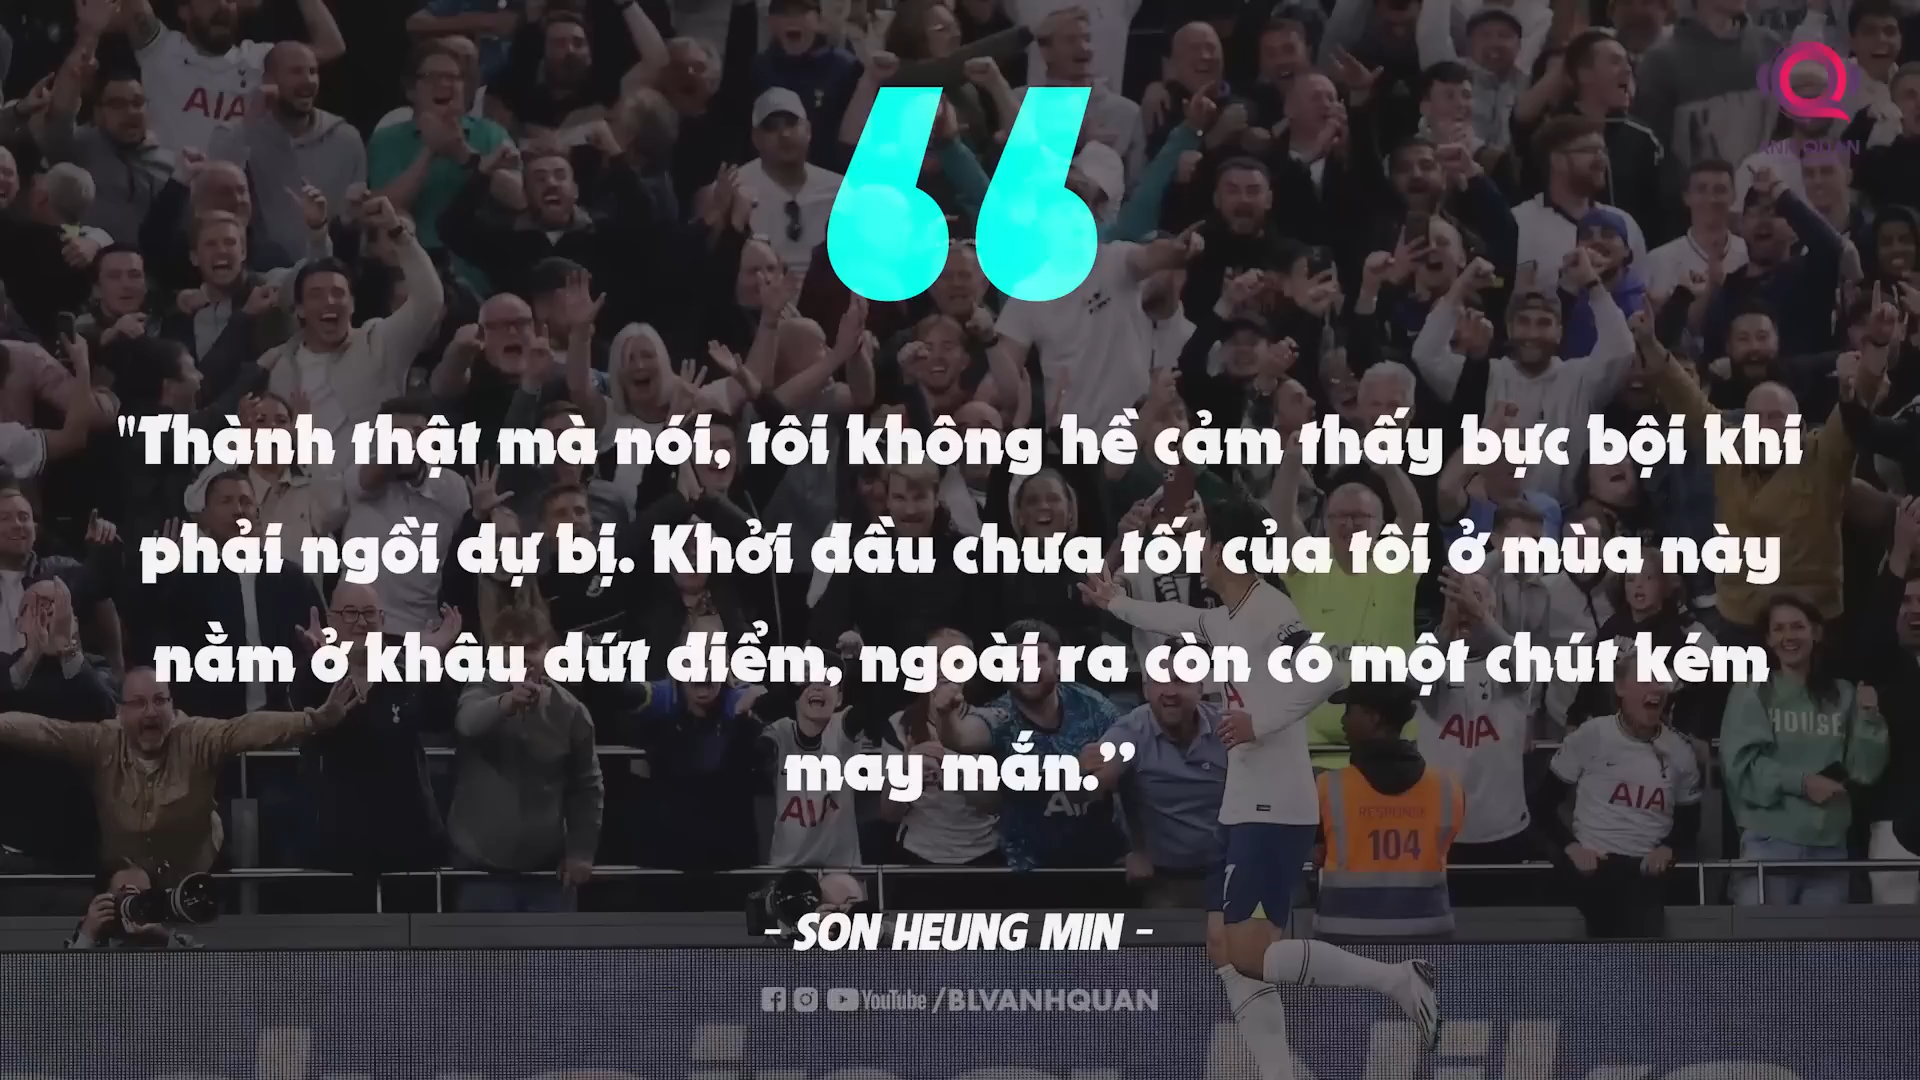 ANH QUAN
"Thành thật mà nói, tôi không hề cảm thấy bực bội khi
phải ngồi dự bị. Khởi đầu chưa tốt của tôi ở mùa này
nằm ở khâu dứt điểm, ngoài ra còn có một chút kém
may mắn.”
- SON HEUNG MIN -
YouTube /BLVANHQUAN
AIA
AIA
AIA
AIA
HOUSE
RESPONSE
104
7